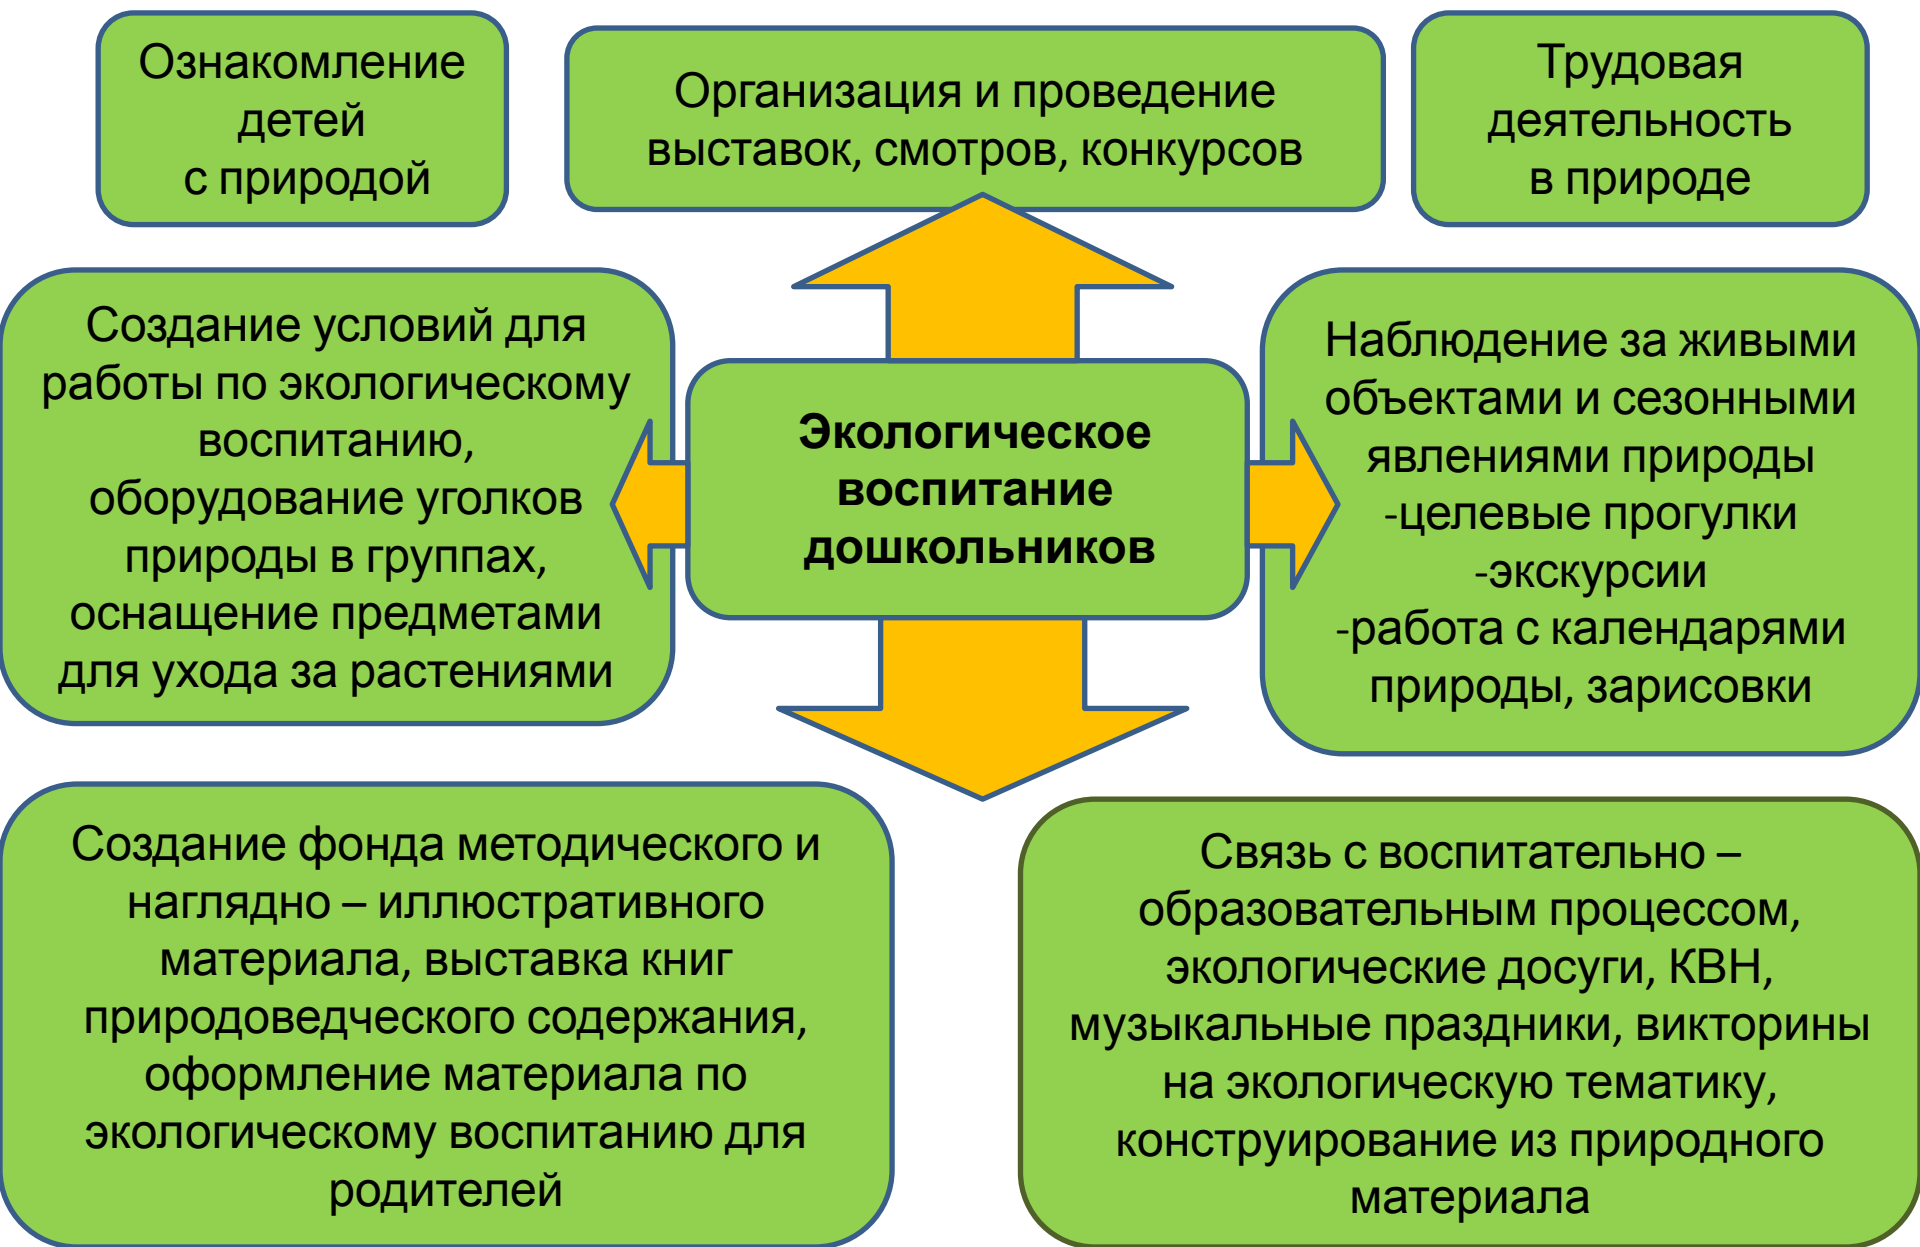 Ознакомление
детей
с природой
Организация и проведение
выставок, смотров, конкурсов
Трудовая
деятельность
в природе
Создание условий для
работы по экологическому
воспитанию,
оборудование уголков
природы в группах,
оснащение предметами
для ухода за растениями
Экологическое
воспитание
дошкольников
Наблюдение за живыми
объектами и сезонными
явлениями природы
-целевые прогулки
-экскурсии
-работа с календарями
природы, зарисовки
Создание фонда методического и
наглядно – иллюстративного
материала, выставка книг
природоведческого содержания,
оформление материала по
экологическому воспитанию для
родителей
Связь с воспитательно –
образовательным процессом,
экологические досуги, КВН,
музыкальные праздники, викторины
на экологическую тематику,
конструирование из природного
материала